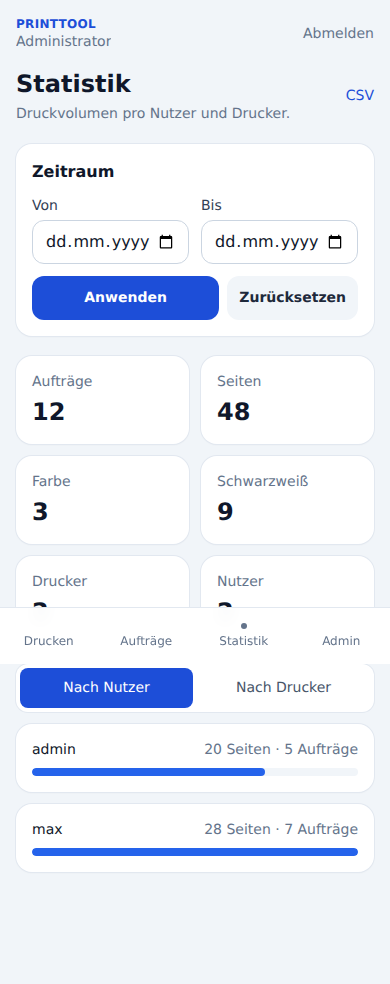 PRINTTOOL
Administrator
Abmelden
Statistik
Druckvolumen pro Nutzer und Drucker.
CSV
Zeitraum
Von
Bis
dd.mm.yyyy
dd.mm.yyyy
Anwenden
Zurücksetzen
Aufträge
12
Seiten
48
Farbe
3
Schwarzweiß
9
Drucker
Nutzer
Drucken
Aufträge
Statistik
Admin
Nach Nutzer
Nach Drucker
admin
20 Seiten · 5 Aufträge
max
28 Seiten · 7 Aufträge